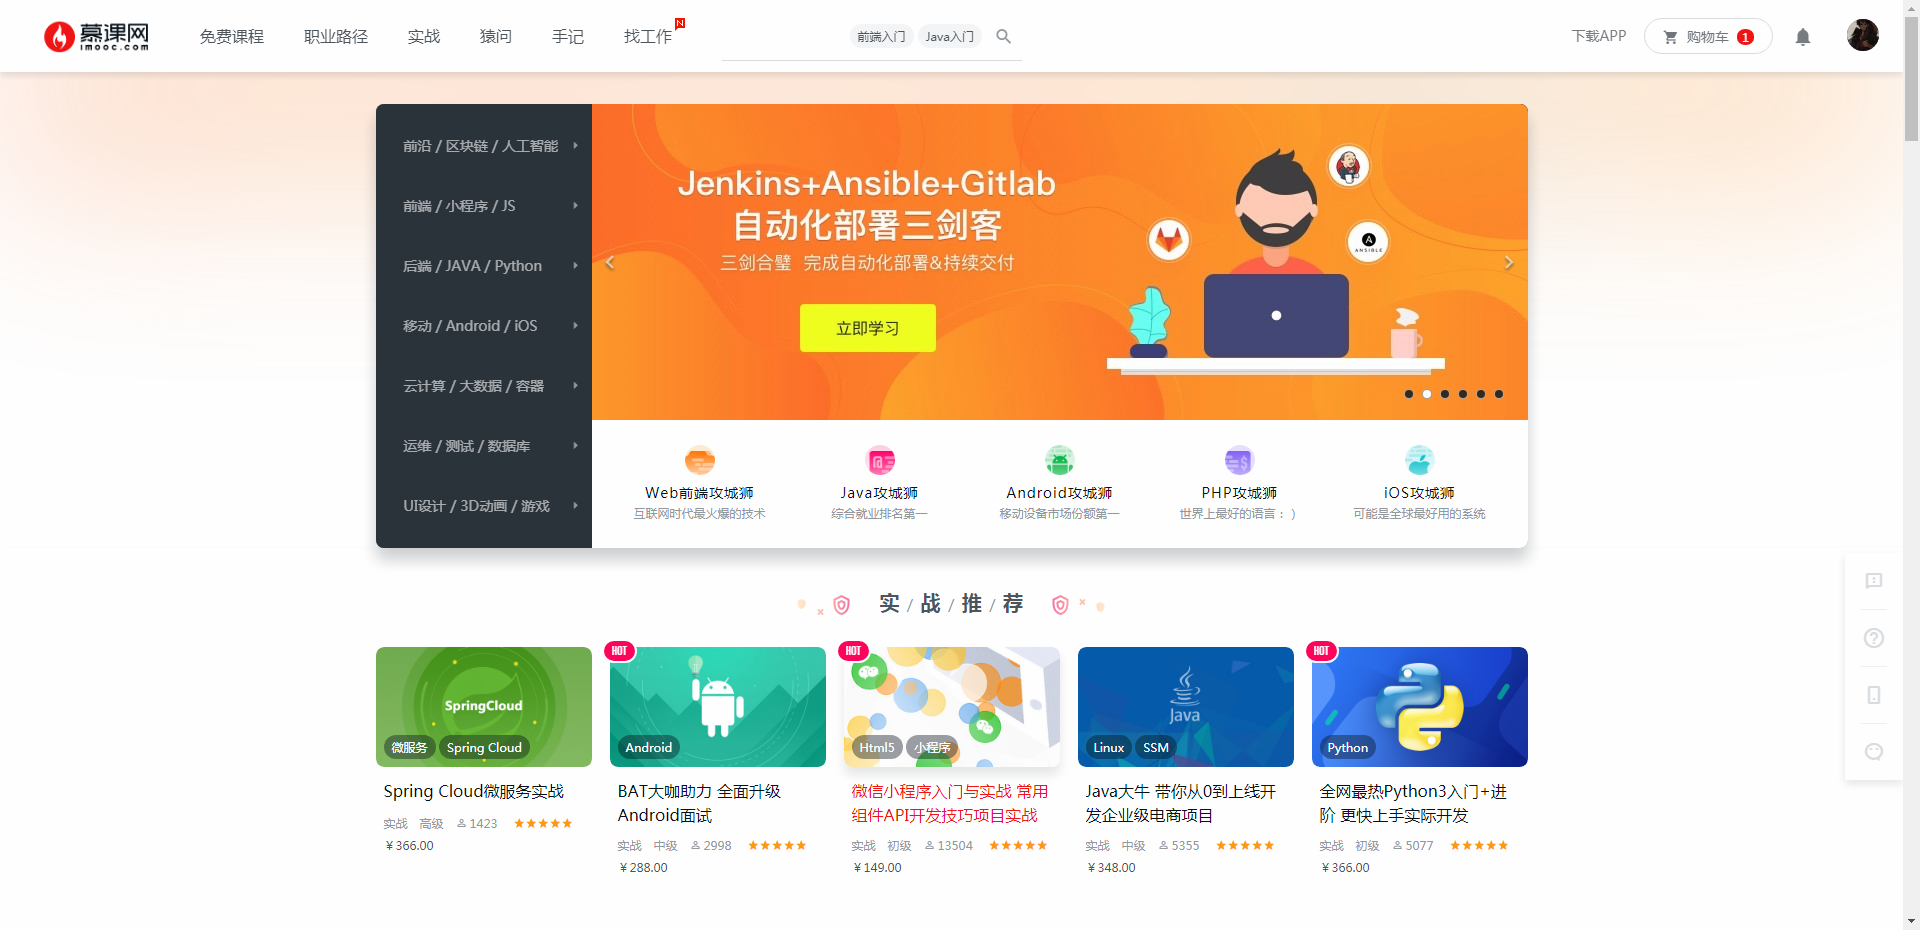 慕课网
imooc.com
免费课程 职业路径 实战 猿问 手记 找工作 N
前端入门 Java入门
下载APP 购物车 1
前沿 / 区块链 / 人工智能
前端 / 小程序 / JS
后端 / JAVA / Python
移动 / Android / iOS
云计算 / 大数据 / 容器
运维 / 测试 / 数据库
UI设计 / 3D动画 / 游戏
Jenkins+Ansible+Gitlab
自动化部署三剑客
三剑合璧 完成自动化部署&持续交付
立即学习
A
ANSIBLE
Web前端攻城狮
互联网时代最火爆的技术
Java攻城狮
综合就业排名第一
Android攻城狮
移动设备市场份额第一
PHP攻城狮
世界上最好的语言：）
iOS攻城狮
可能是全球最好用的系统
实 / 战 / 推 / 荐
SpringCloud
微服务 Spring Cloud
Spring Cloud微服务实战
实战 高级 1423
￥366.00
HOT
Android
BAT大咖助力 全面升级
Android面试
实战 中级 2998
￥288.00
HOT
Html5 小程序
微信小程序入门与实战 常用
组件API开发技巧项目实战
实战 初级 13504
￥149.00
Java
Linux SSM
Java大牛 带你从0到上线开
发企业级电商项目
实战 中级 5355
￥348.00
HOT
Python
全网最热Python3入门+进
阶 更快上手实际开发
实战 初级 5077
￥366.00